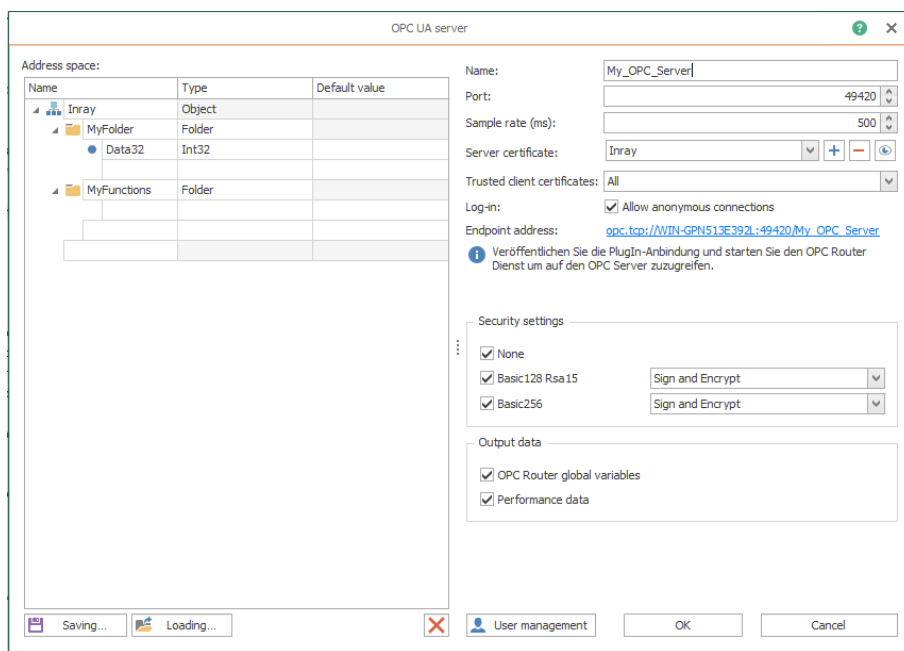 OPC UA server
Address space:
Name Type Default value
Inray Object
MyFolder Folder
Data32 Int32
MyFunctions Folder
Saving... Loading...
Name: My_OPC_Server
Port: 49420
Sample rate (ms): 500
Server certificate: Inray
Trusted client certificates: All
Log-in: Allow anonymous connections
Endpoint address: opc.tcp://WIN-GPN513E392L:49420/My_OPC_Server
Veröffentlichen Sie die PlugIn-Anbindung und starten Sie den OPC Router
Dienst um auf den OPC Server zuzugreifen.
Security settings
None
Basic128 Rsa15 Sign and Encrypt
Basic256 Sign and Encrypt
Output data
OPC Router global variables
Performance data
User management OK Cancel